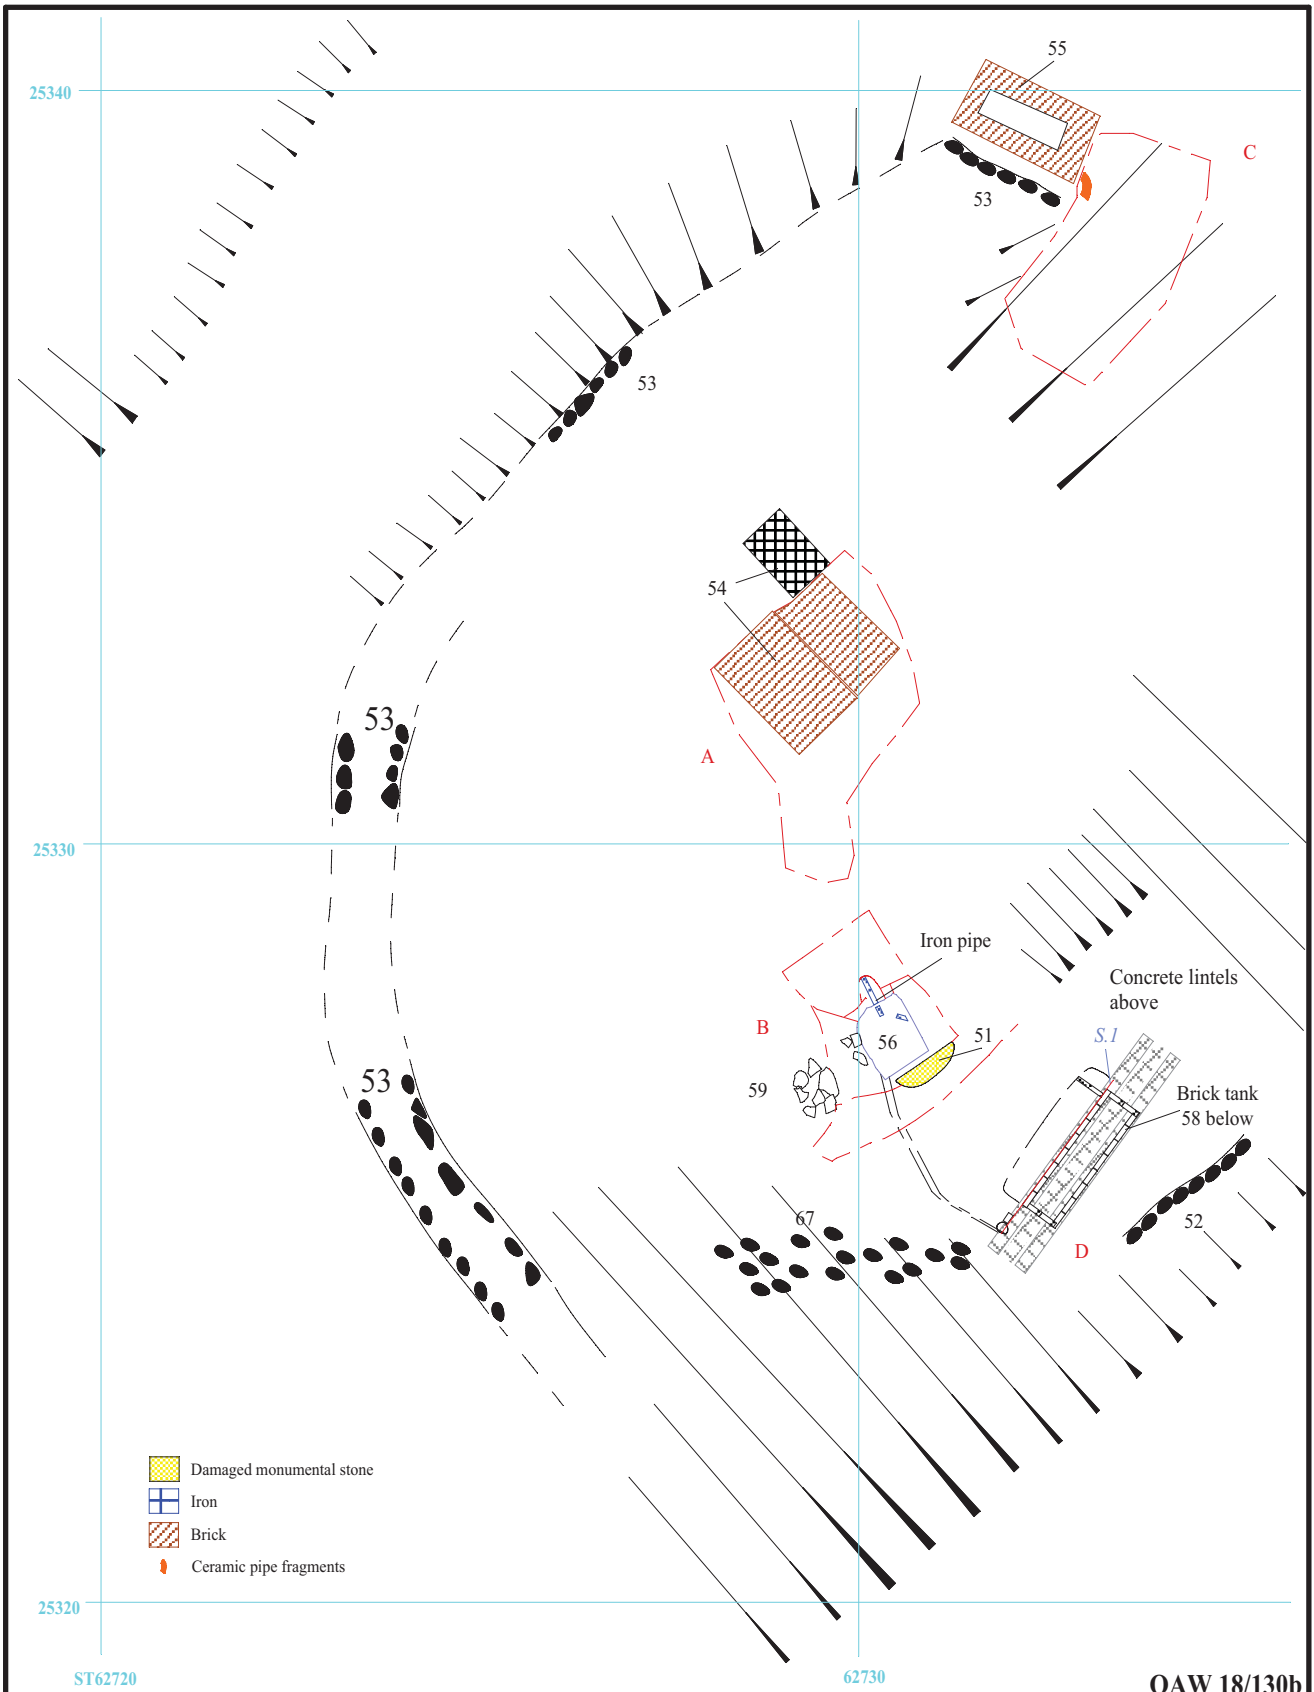 55
25340
C
53
53
54
53
A
25330
Iron pipe
Concrete lintels
above
B
56
51
S.1
53
59
Brick tank
58 below
67
52
D
Damaged monumental stone
Iron
Brick
Ceramic pipe fragments
25320
ST62720
62730
OAW 18/130b